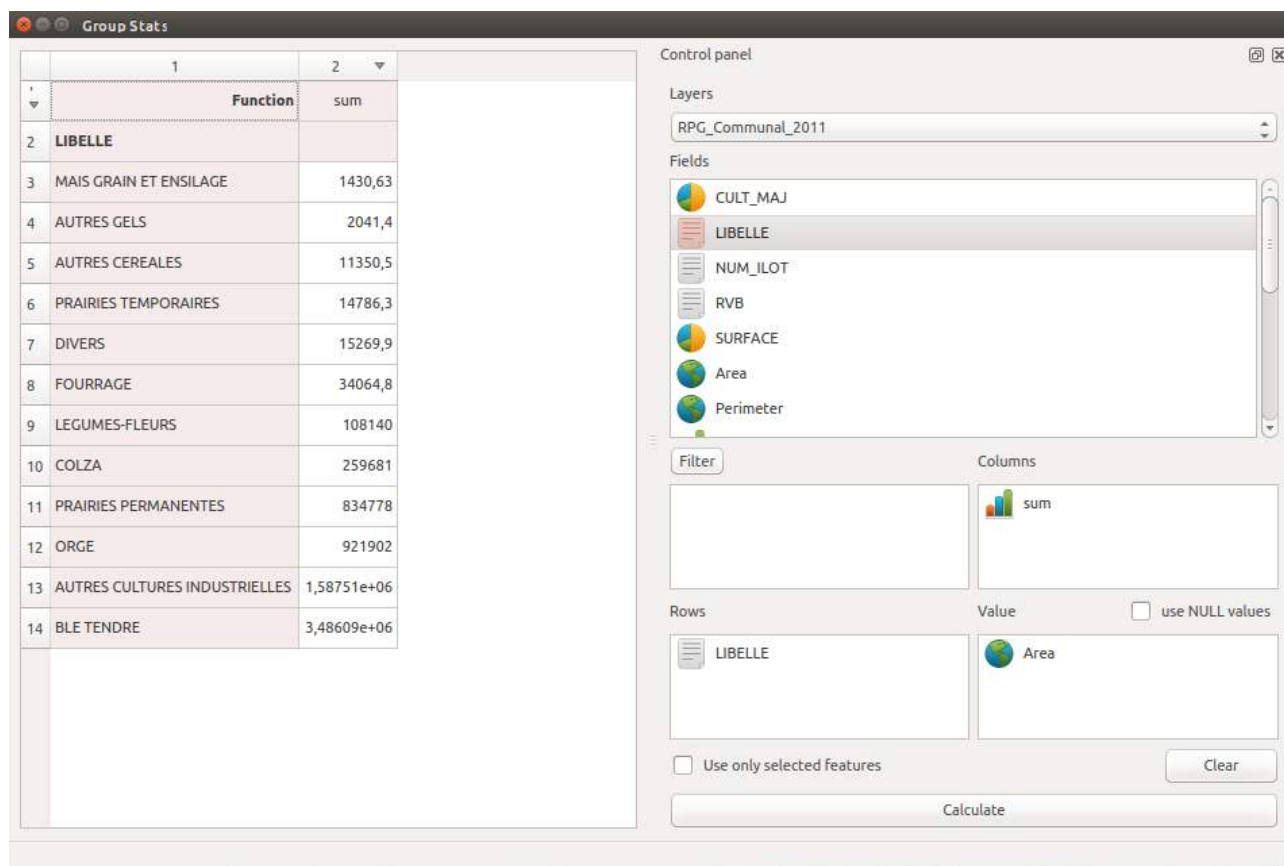 Group Stats
1 2
Function sum
2 LIBELLE
3 MAIS GRAIN ET ENSILAGE 1430,63
4 AUTRES GELS 2041,4
5 AUTRES CEREALES 11350,5
6 PRAIRIES TEMPORAIRES 14786,3
7 DIVERS 15269,9
8 FOURRAGE 34064,8
9 LEGUMES-FLEURS 108140
10 COLZA 259681
11 PRAIRIES PERMANENTES 834778
12 ORGE 921902
13 AUTRES CULTURES INDUSTRIELLES 1,58751e+06
14 BLE TENDRE 3,48609e+06
Control panel
Layers
RPG_Communal_2011
Fields
CULT_MAJ
LIBELLE
NUM_ILOT
RVB
SURFACE
Area
Perimeter
Filter Columns
sum
Rows Value use NULL values
LIBELLE Area
Use only selected features Clear
Calculate